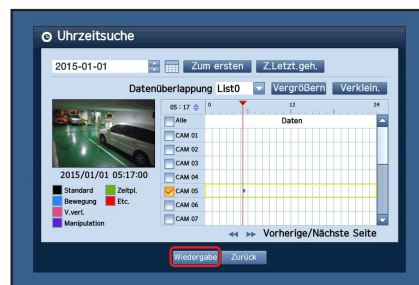 Uhrzeitsuche
2015-01-01 Zum ersten Z.Letzt.geh.
Datenüberlappung List0 Vergrößern Verklein.
05 : 17 0 12 24
Alle Daten
CAM 01
CAM 02
CAM 03
CAM 04
CAM 05
CAM 06
CAM 07
2015/01/01 05:17:00
Standard Zeitpl.
Bewegung Etc.
V.verl.
Manipulation
Vorherige/Nächste Seite
Wiedergabe Zurück